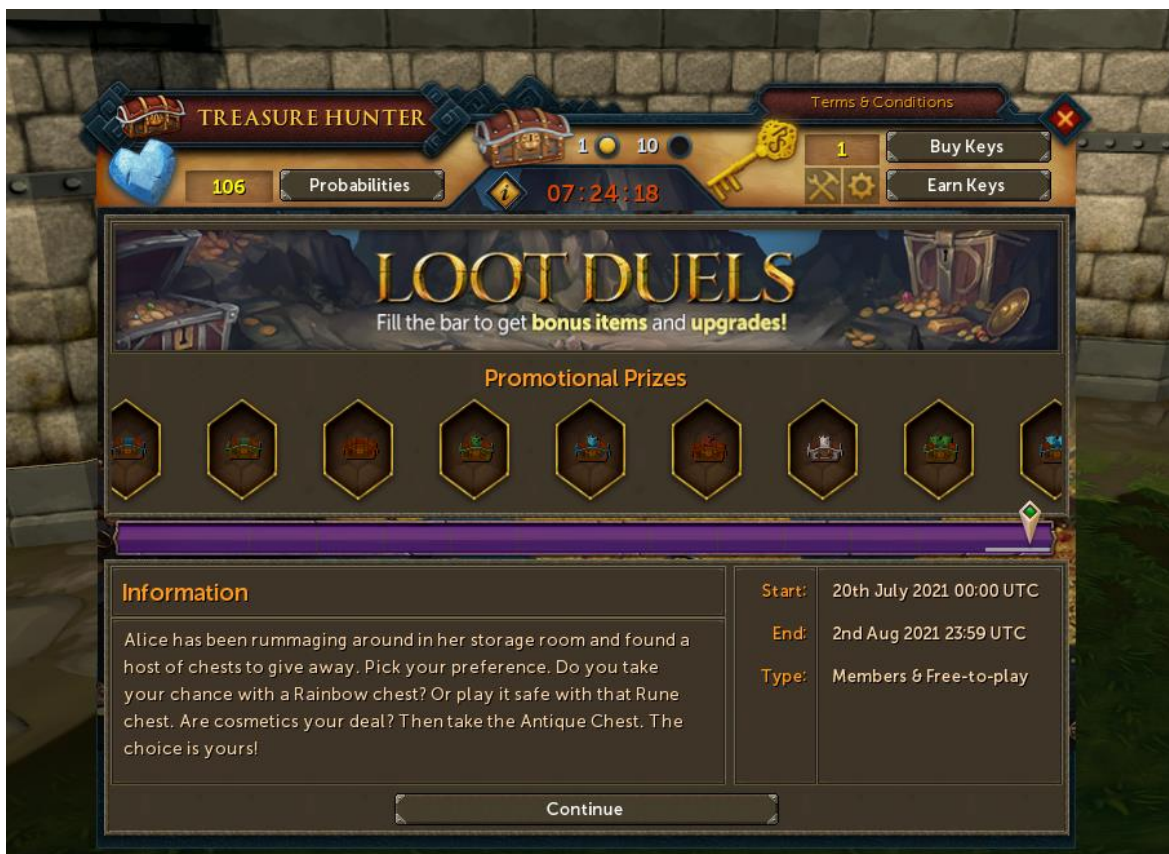 TREASURE HUNTER
Terms & Conditions
1 10
1
Buy Keys
106
Probabilities
07:24:18
Earn Keys
LOOT DUELS
Fill the bar to get bonus items and upgrades!
Promotional Prizes
Information
Alice has been rummaging around in her storage room and found a
host of chests to give away. Pick your preference. Do you take
your chance with a Rainbow chest? Or play it safe with that Rune
chest. Are cosmetics your deal? Then take the Antique Chest. The
choice is yours!
Start: 20th July 2021 00:00 UTC
End: 2nd Aug 2021 23:59 UTC
Type: Members & Free-to-play
Continue